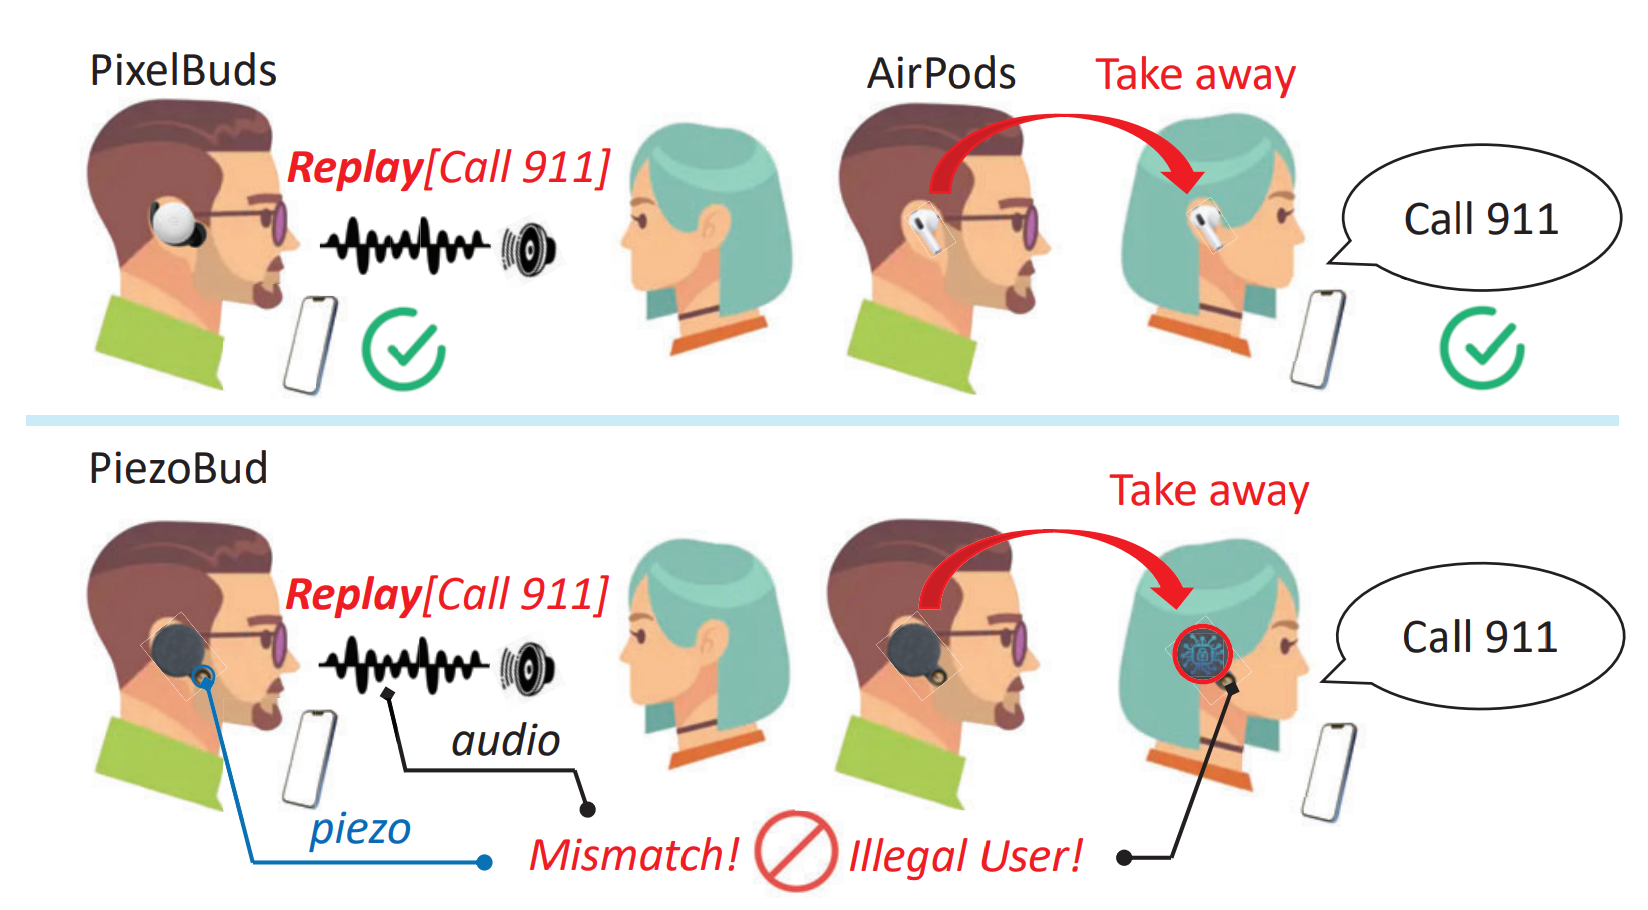 PixelBuds
Replay[Call 911]
AirPods
Take away
Call 911
PiezoBud
Replay[Call 911]
audio
piezo
Mismatch!
Take away
Call 911
Illegal User!